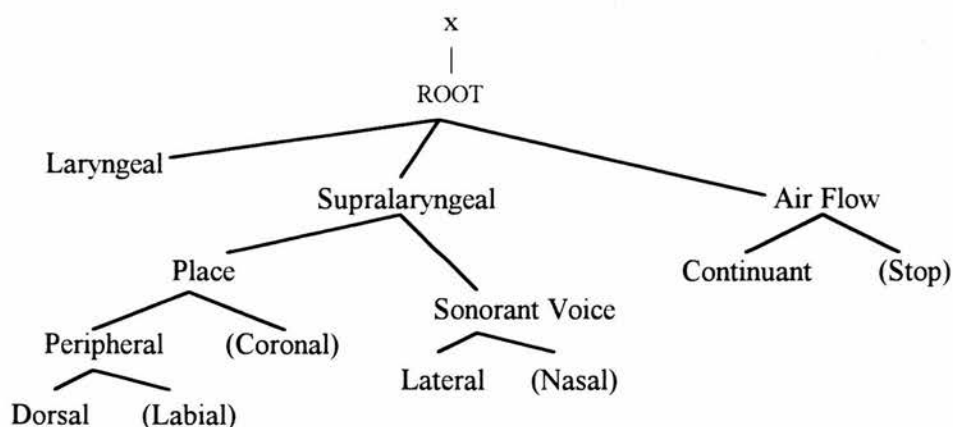 x
ROOT
Laryngeal
Supralaryngeal
Air Flow
Place
Continuant (Stop)
Sonorant Voice
Peripheral (Coronal)
Lateral (Nasal)
Dorsal (Labial)